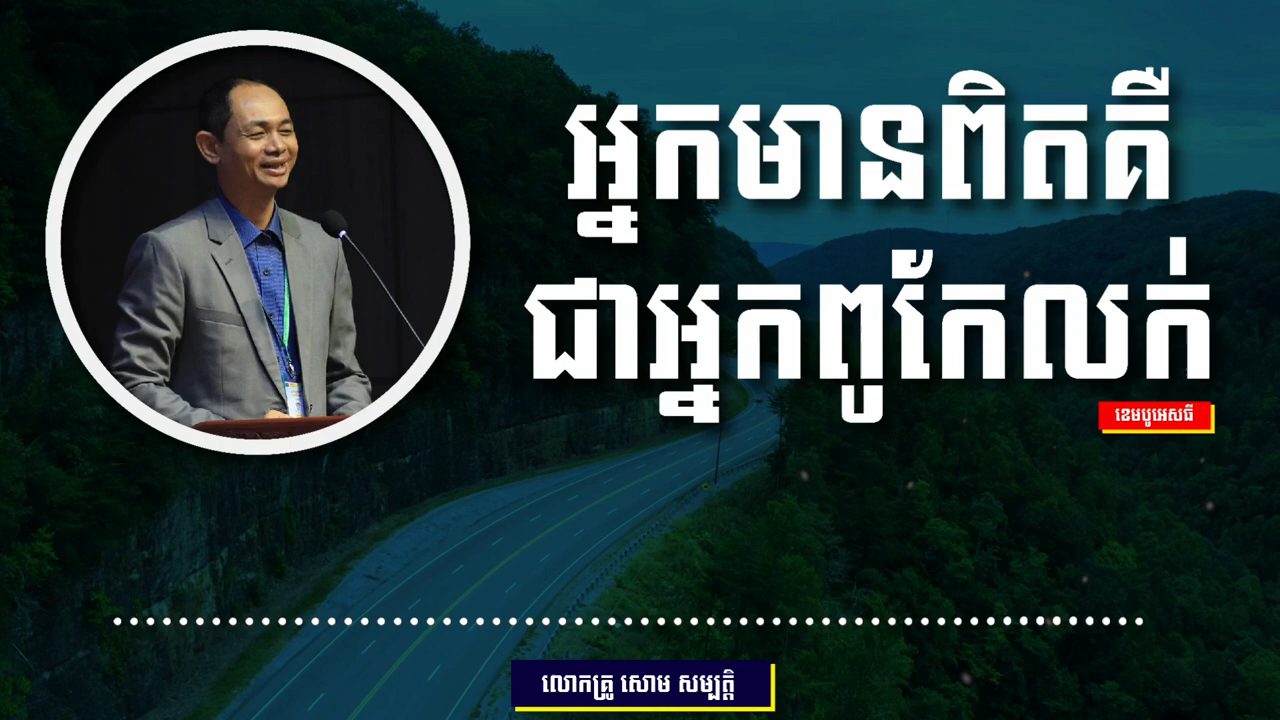 អ្នកមានពិតគឺ
ជាអ្នកពូកែលក់
ខេមបូអេសធី
លោកគ្រូ សោម សម្បត្តិ